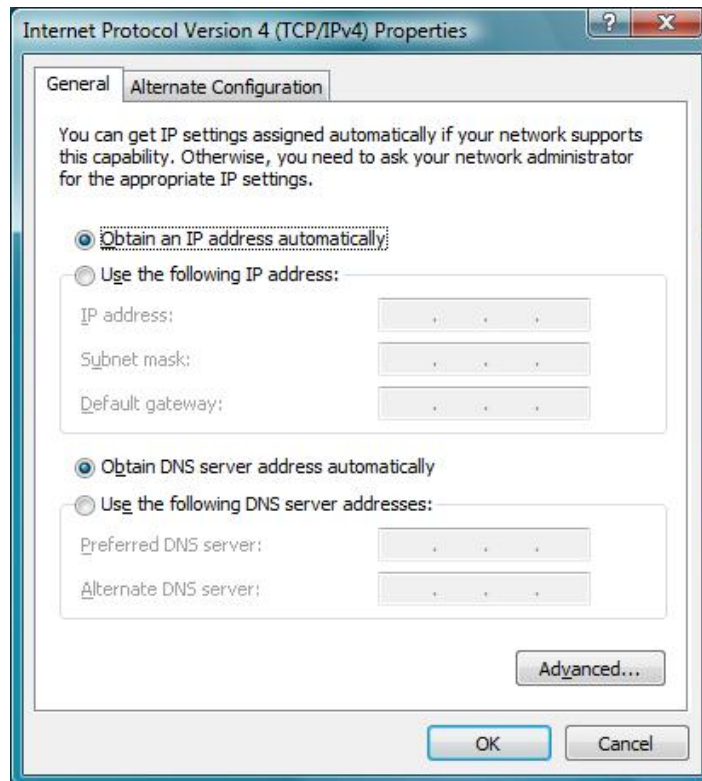 Internet Protocol Version 4 (TCP/IPv4) Properties
?
X
General
Alternate Configuration
You can get IP settings assigned automatically if your network supports
this capability. Otherwise, you need to ask your network administrator
for the appropriate IP settings.
Obtain an IP address automatically
Use the following IP address:
IP address: . . .
Subnet mask: . . .
Default gateway: . . .
Obtain DNS server address automatically
Use the following DNS server addresses:
Preferred DNS server: . . .
Alternate DNS server: . . .
Advanced...
OK
Cancel